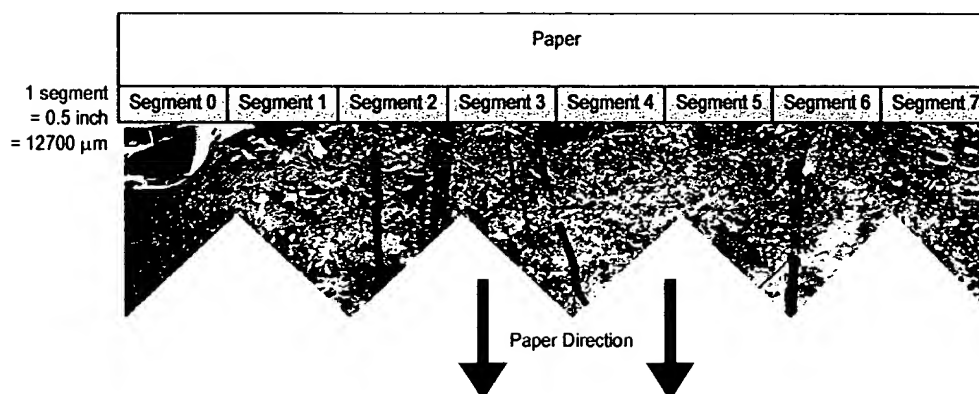 Paper
1 segment
= 0.5 inch
= 12700 µm
Segment 0 Segment 1 Segment 2 Segment 3 Segment 4 Segment 5 Segment 6 Segment 7
Paper Direction